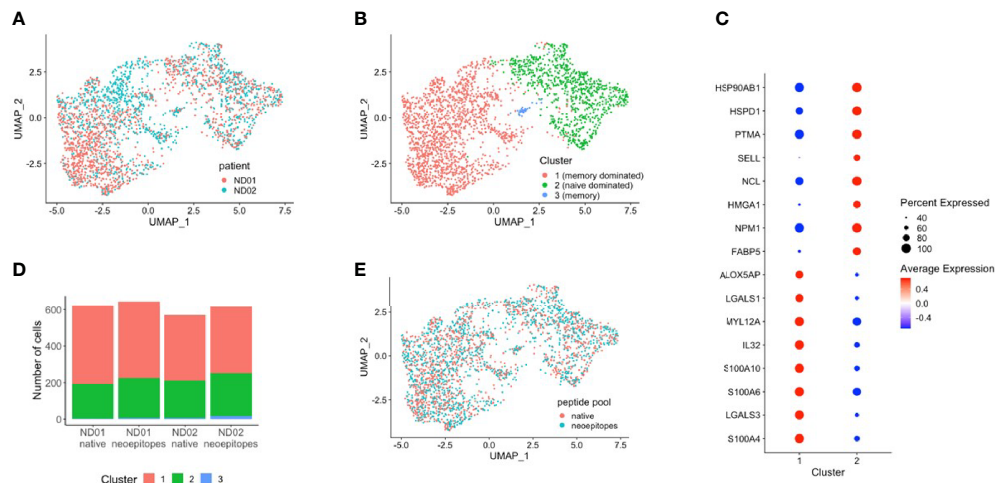 A
UMAP_2
2.5
0.0
-2.5
patient
ND01
ND02
-5.0 -2.5 0.0 2.5 5.0 7.5
UMAP_1
B
UMAP_2
2.5
0.0
-2.5
Cluster
1 (memory dominated)
2 (naive dominated)
3 (memory)
-5.0 -2.5 0.0 2.5 5.0 7.5
UMAP_1
C
HSP90AB1
HSPD1
PTMA
SELL
NCL
HMGA1
NPM1
FABP5
ALOX5AP
LGALS1
MYL12A
IL32
S100A10
S100A6
LGALS3
S100A4
1 2
Cluster
Percent Expressed
40
60
80
100
Average Expression
0.4
0.0
-0.4
D
Number of cells
600
400
200
0
ND01 ND01 ND02 ND02
native neoepitopes native neoepitopes
Cluster 1 2 3
E
UMAP_2
2.5
0.0
-2.5
peptide pool
native
neoepitopes
-5.0 -2.5 0.0 2.5 5.0 7.5
UMAP_1